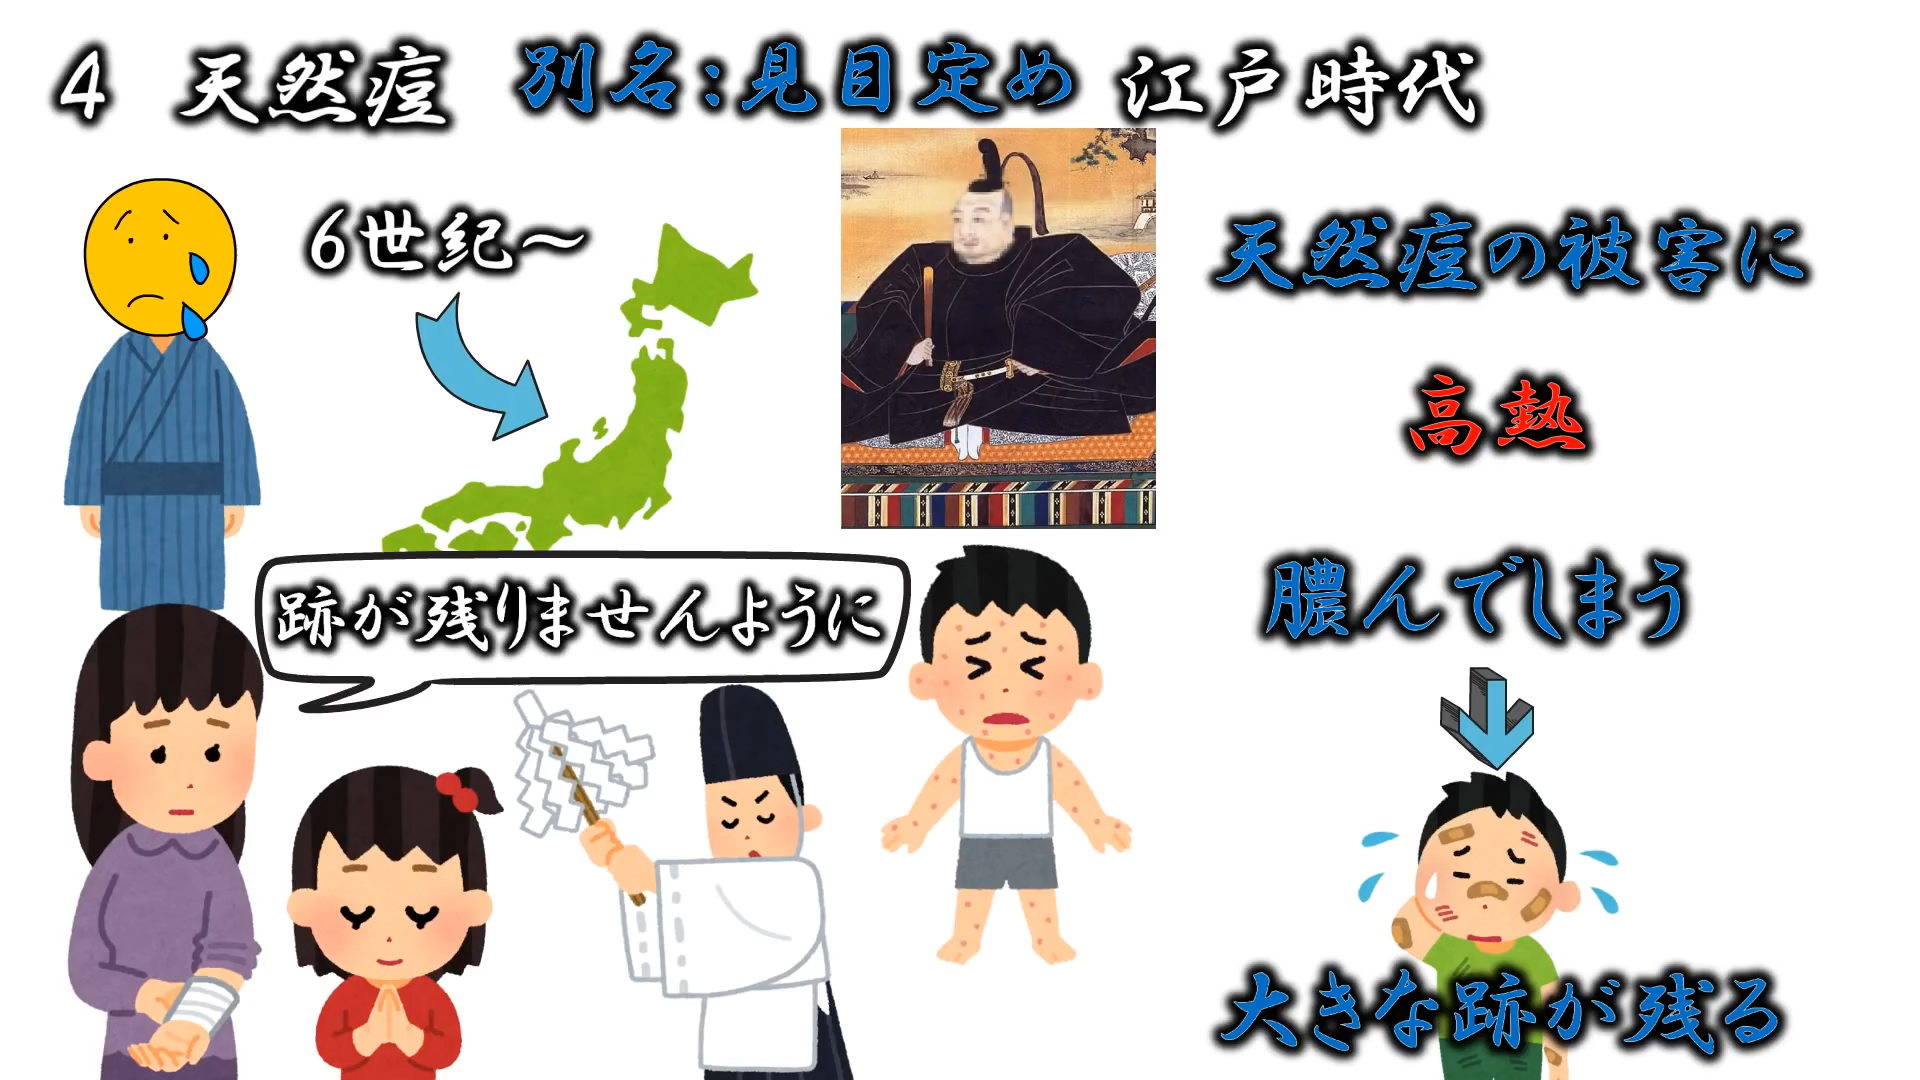 4 天然痘 別名:見目定め 江戸時代
6世紀～
天然痘の被害に
高熱
膿んでしまう
跡が残りませんように
大きな跡が残る